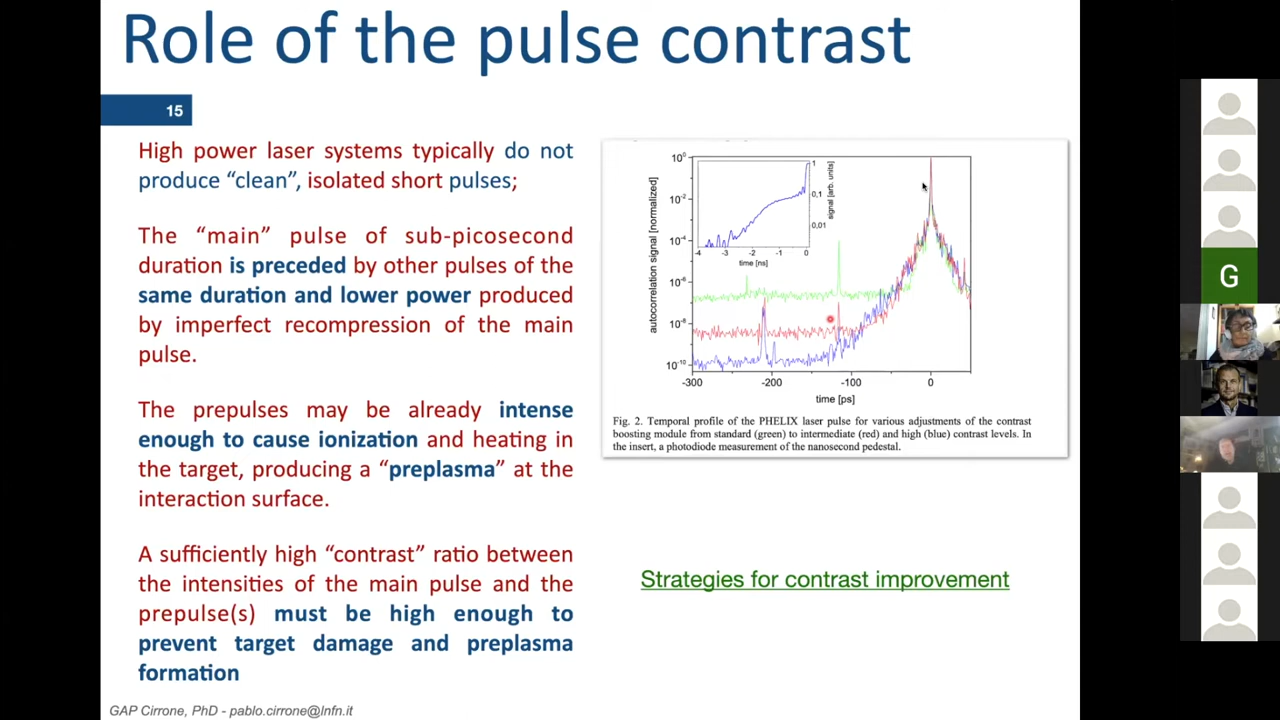 Role of the pulse contrast
15
High power laser systems typically do not
produce “clean”, isolated short pulses;
The “main” pulse of sub-picosecond
duration is preceded by other pulses of the
same duration and lower power produced
by imperfect recompression of the main
pulse.
The prepulses may be already intense
enough to cause ionization and heating in
the target, producing a “preplasma” at the
interaction surface.
A sufficiently high “contrast” ratio between
the intensities of the main pulse and the
prepulse(s) must be high enough to
prevent target damage and preplasma
formation
GAP Cirrone, PhD - pablo.cirrone@lnfn.it
autocorrelation signal [normalized]
10⁰
10⁻²
10⁻⁴
10⁻⁶
10⁻⁸
10⁻¹⁰
-300 -200 -100 0
time [ps]
1
0,1
0,01
signal [arb. units]
-4 -3 -2 -1 0
time [ns]
Fig. 2. Temporal profile of the PHELIX laser pulse for various adjustments of the contrast
boosting module from standard (green) to intermediate (red) and high (blue) contrast levels. In
the insert, a photodiode measurement of the nanosecond pedestal.
Strategies for contrast improvement
G